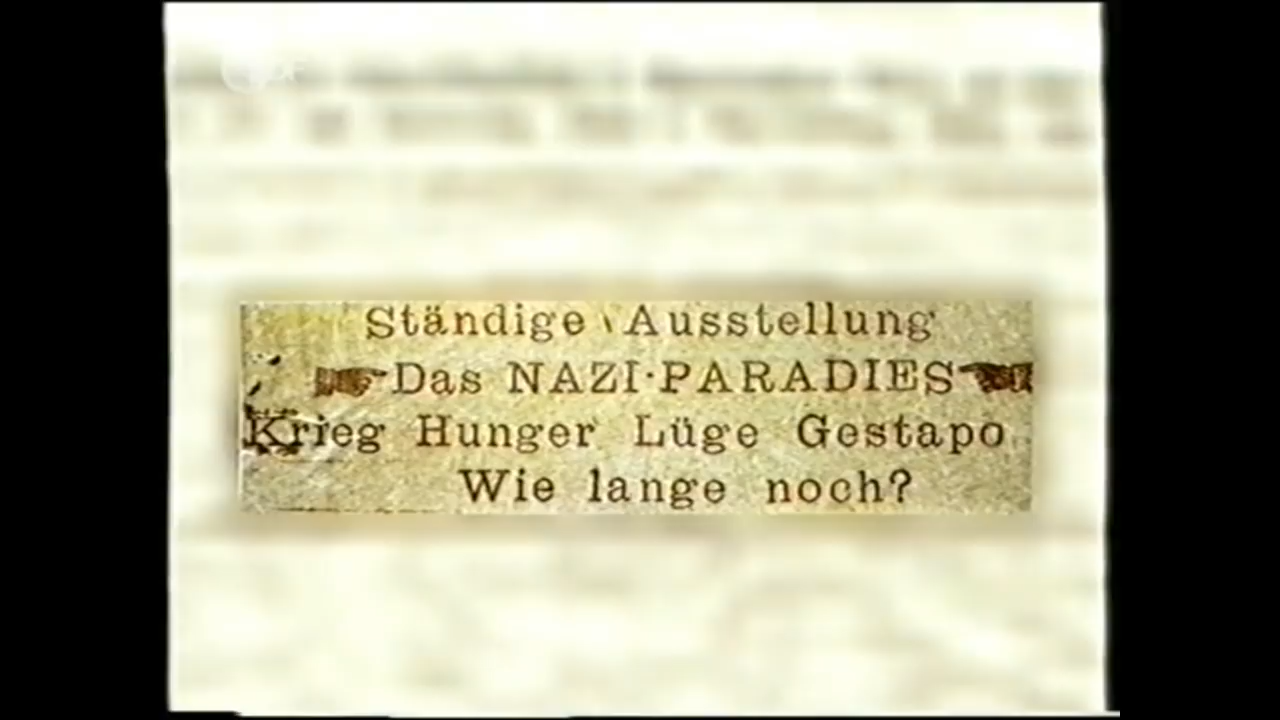 Ständige Ausstellung
Das NAZI·PARADIES
Krieg Hunger Lüge Gestapo
Wie lange noch?